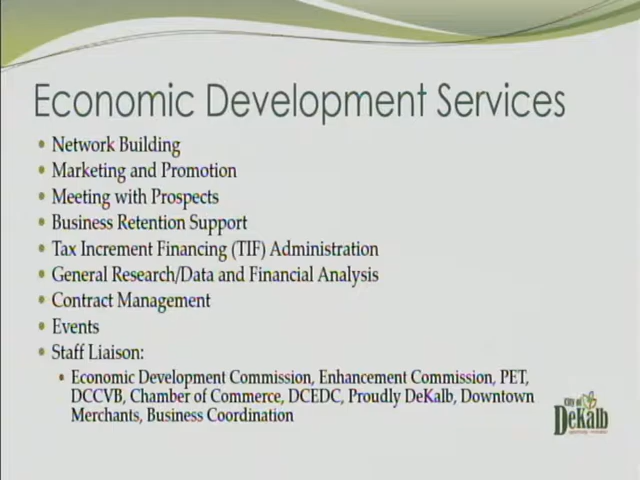 Economic Development Services
• Network Building
• Marketing and Promotion
• Meeting with Prospects
• Business Retention Support
• Tax Increment Financing (TIF) Administration
• General Research/Data and Financial Analysis
• Contract Management
• Events
• Staff Liaison:
• Economic Development Commission, Enhancement Commission, PET,
DCCVB, Chamber of Commerce, DCEDC, Proudly DeKalb, Downtown
Merchants, Business Coordination
City of
DeKalb